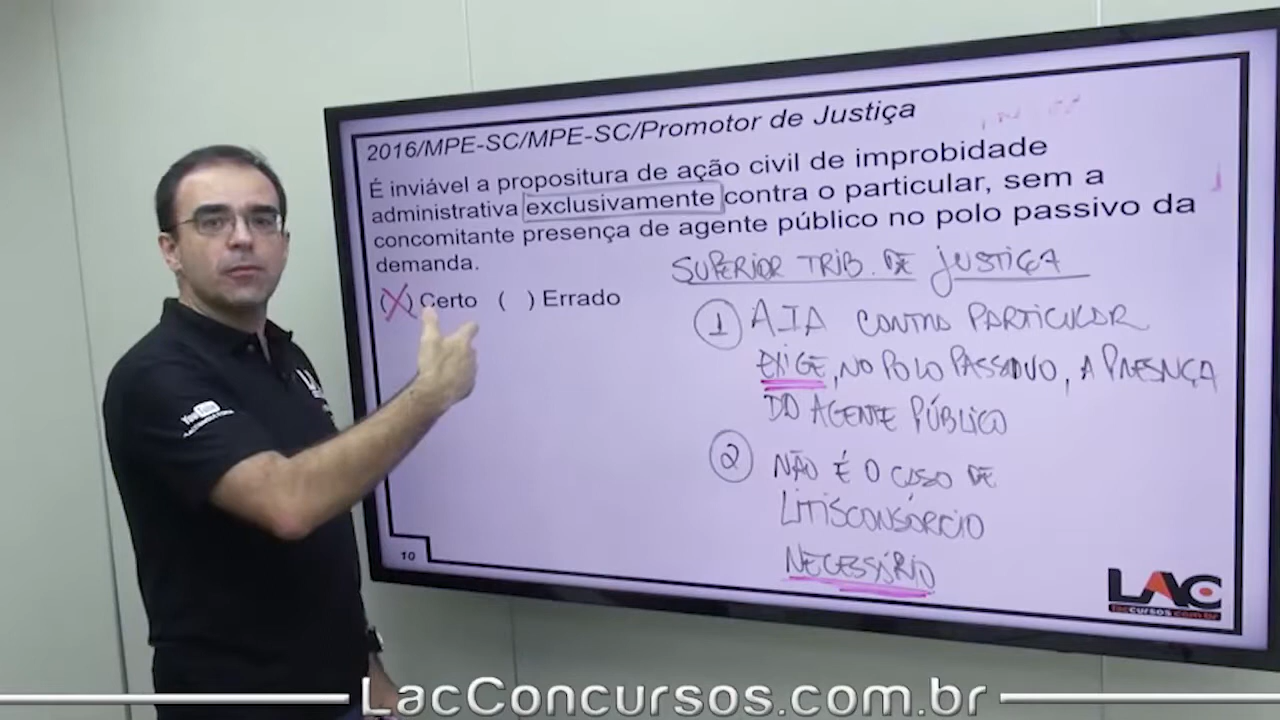 2016/MPE-SC/MPE-SC/Promotor de Justiça
É inviável a propositura de ação civil de improbidade
administrativa exclusivamente contra o particular, sem a
concomitante presença de agente público no polo passivo da
demanda.
(X) Certo ( ) Errado
SUPERIOR TRIB. DE JUSTIÇA
1 AIA CONTRA PARTICULAR
EXIGE, NO POLO PASSIVO, A PRESENÇA
DO AGENTE PÚBLICO
2 NÃO É O CASO DE
LITISCONSÓRCIO
NECESSÁRIO
10
LAC
laccursos.com.br
YouTube
LacConcursos.com.br